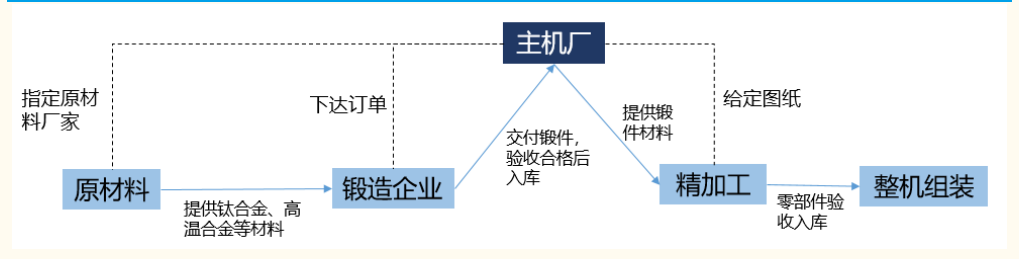 主机厂
指定原材
料厂家
下达订单
给定图纸
提供锻
件材料
交付锻件，
验收合格后
入库
原材料
锻造企业
精加工
整机组装
提供钛合金、高
温合金等材料
零部件验
收入库